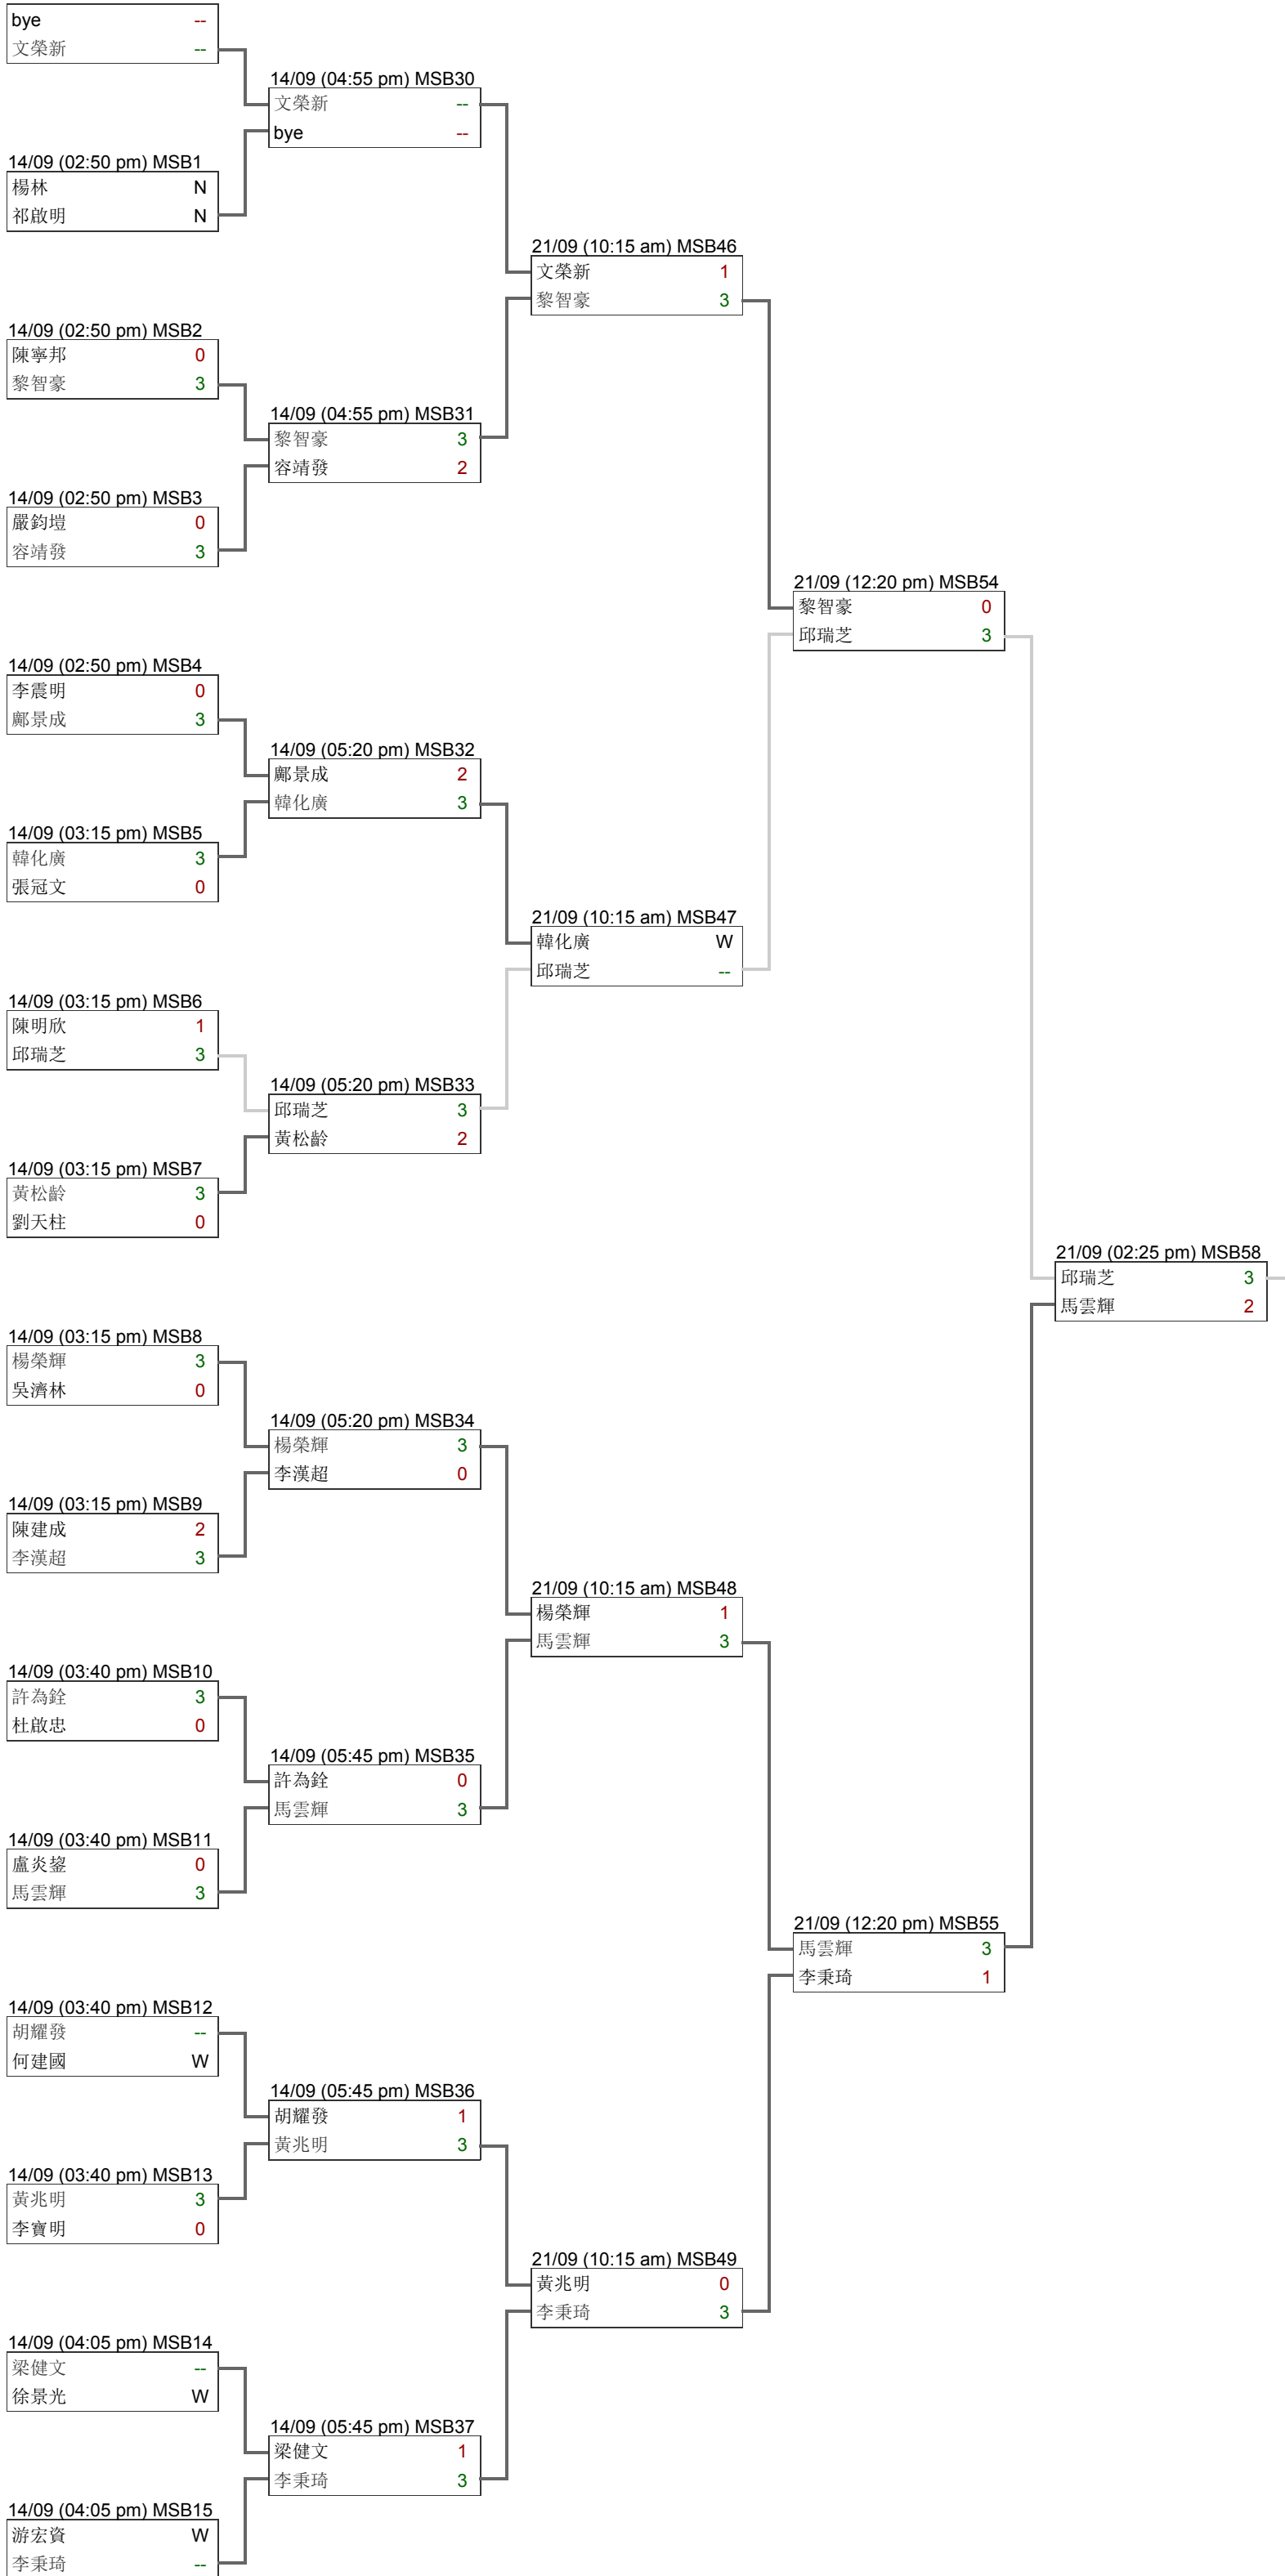 bye --
文榮新 --
14/09 (04:55 pm) MSB30
文榮新 --
bye --
14/09 (02:50 pm) MSB1
楊林 N
祁啟明 N
21/09 (10:15 am) MSB46
文榮新 1
黎智豪 3
14/09 (02:50 pm) MSB2
陳寧邦 0
黎智豪 3
14/09 (04:55 pm) MSB31
黎智豪 3
容靖發 2
14/09 (02:50 pm) MSB3
嚴鈞塏 0
容靖發 3
21/09 (12:20 pm) MSB54
黎智豪 0
邱瑞芝 3
14/09 (02:50 pm) MSB4
李震明 0
鄺景成 3
14/09 (05:20 pm) MSB32
鄺景成 2
韓化廣 3
14/09 (03:15 pm) MSB5
韓化廣 3
張冠文 0
21/09 (10:15 am) MSB47
韓化廣 W
邱瑞芝 --
14/09 (03:15 pm) MSB6
陳明欣 1
邱瑞芝 3
14/09 (05:20 pm) MSB33
邱瑞芝 3
黃松齡 2
14/09 (03:15 pm) MSB7
黃松齡 3
劉天柱 0
21/09 (02:25 pm) MSB58
邱瑞芝 3
馬雲輝 2
14/09 (03:15 pm) MSB8
楊榮輝 3
吳濟林 0
14/09 (05:20 pm) MSB34
楊榮輝 3
李漢超 0
14/09 (03:15 pm) MSB9
陳建成 2
李漢超 3
21/09 (10:15 am) MSB48
楊榮輝 1
馬雲輝 3
14/09 (03:40 pm) MSB10
許為銓 3
杜啟忠 0
14/09 (05:45 pm) MSB35
許為銓 0
馬雲輝 3
14/09 (03:40 pm) MSB11
盧炎鋆 0
馬雲輝 3
21/09 (12:20 pm) MSB55
馬雲輝 3
李秉琦 1
14/09 (03:40 pm) MSB12
胡耀發 --
何建國 W
14/09 (05:45 pm) MSB36
胡耀發 1
黃兆明 3
14/09 (03:40 pm) MSB13
黃兆明 3
李寶明 0
21/09 (10:15 am) MSB49
黃兆明 0
李秉琦 3
14/09 (04:05 pm) MSB14
梁健文 --
徐景光 W
14/09 (05:45 pm) MSB37
梁健文 1
李秉琦 3
14/09 (04:05 pm) MSB15
游宏資 W
李秉琦 --